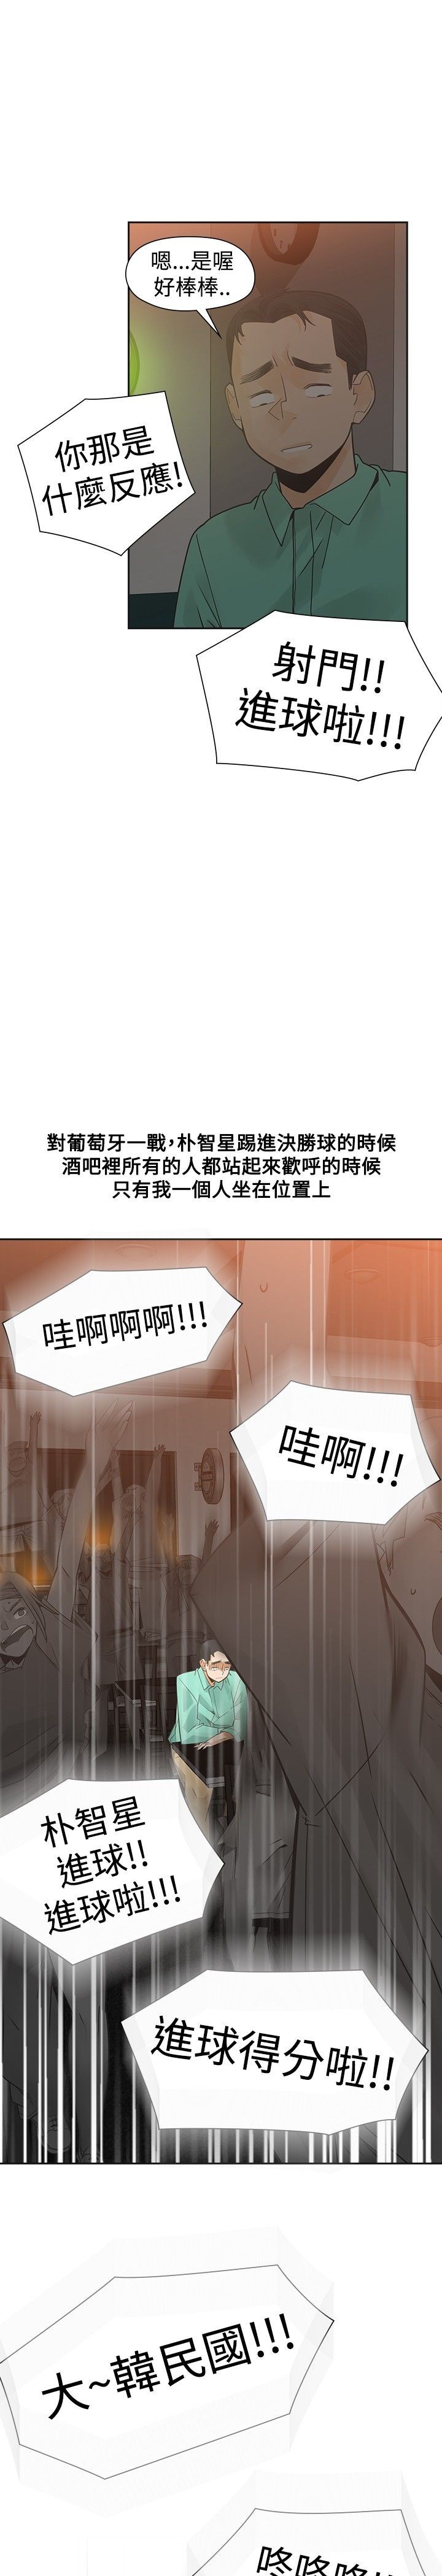 嗯...是喔
好棒棒..
你那是
什麼反應!
射門!!
進球啦!!!
對葡萄牙一戰,朴智星踢進決勝球的時候
酒吧裡所有的人都站起來歡呼的時候
只有我一個人坐在位置上
哇啊啊啊!!!
哇啊!!!
朴智星
進球!!
進球啦!!!
進球得分啦!!
大~韓民國!!!